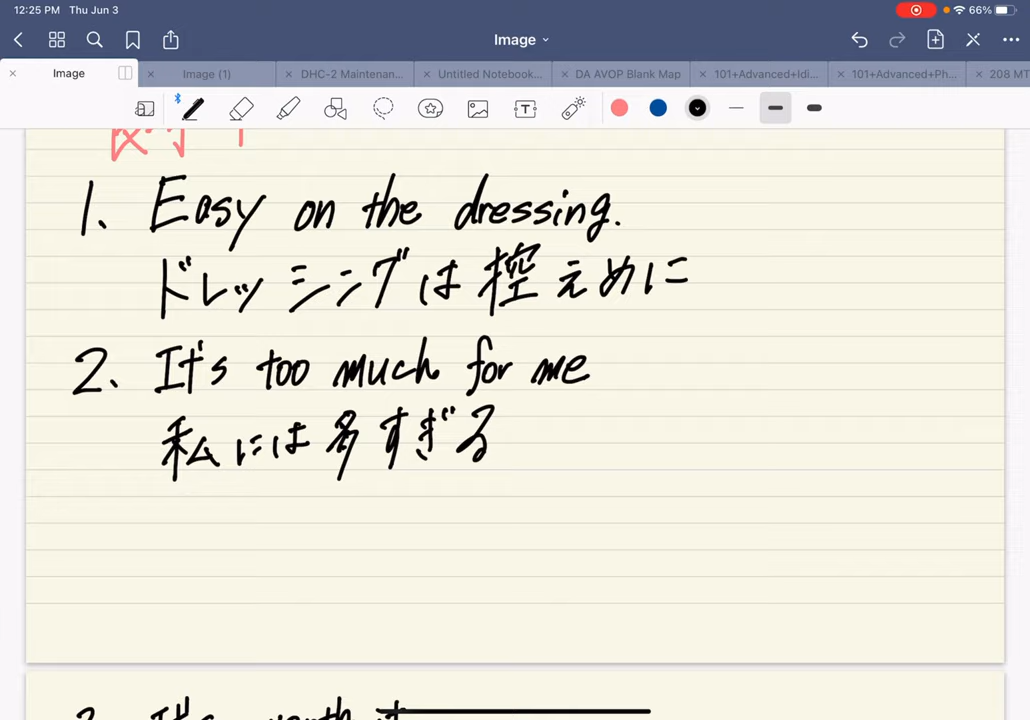 12:25 PM Thu Jun 3
66%
Image
Image
Image (1)
DHC-2 Maintenan...
Untitled Notebook...
DA AVOP Blank Map
101+Advanced+Idi...
101+Advanced+Ph...
208 MT
1. Easy on the dressing.
ドレッシングは控えめに
2. It's too much for me
私には多すぎる
It's